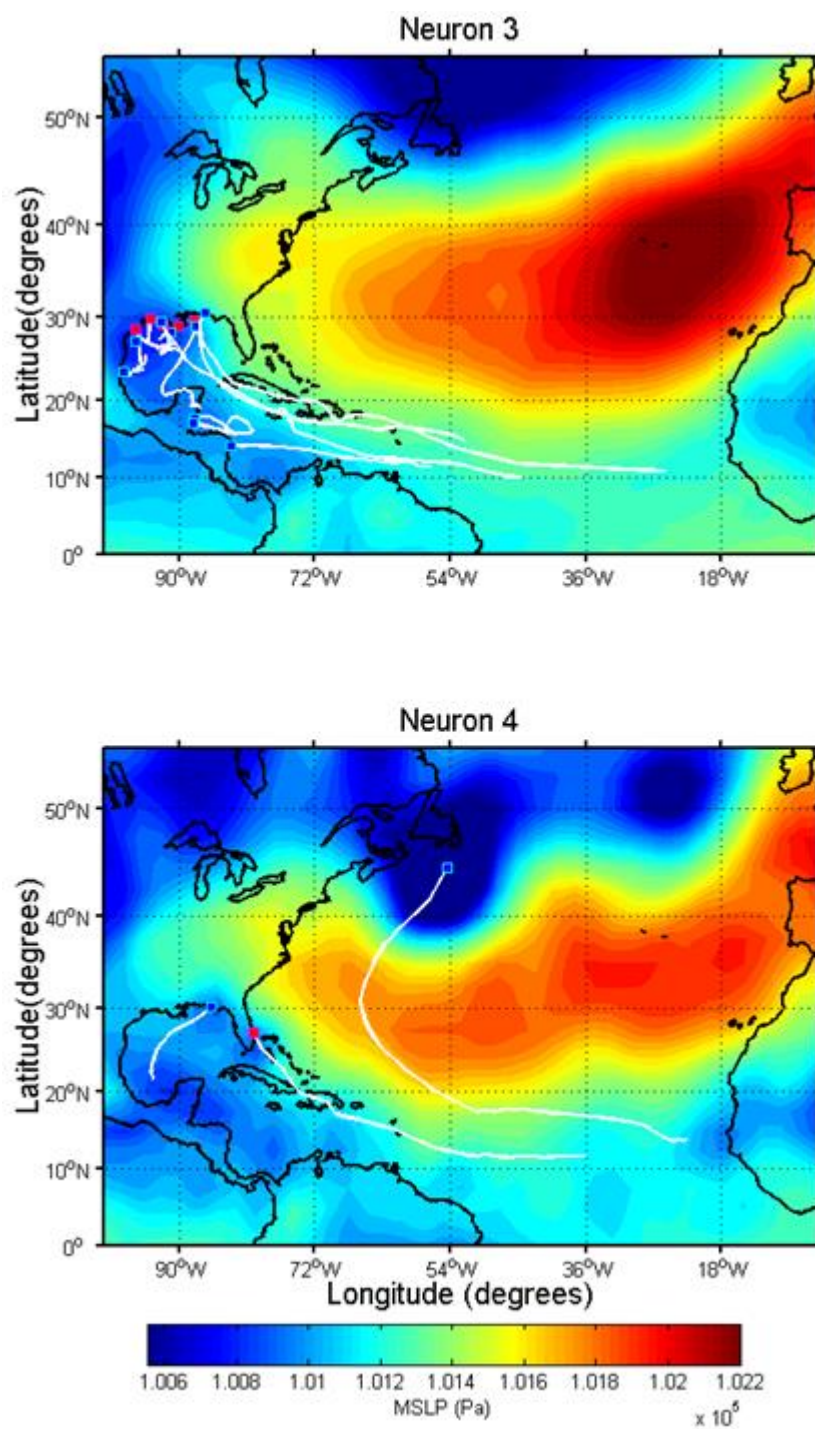 Neuron 3
Latitude(degrees)
50°N
40°N
30°N
20°N
10°N
0°
90°W 72°W 54°W 36°W 18°W
Neuron 4
Latitude(degrees)
50°N
40°N
30°N
20°N
10°N
0°
90°W 72°W 54°W 36°W 18°W
Longitude (degrees)
1.006 1.008 1.01 1.012 1.014 1.016 1.018 1.02 1.022
MSLP (Pa)
x 10⁵